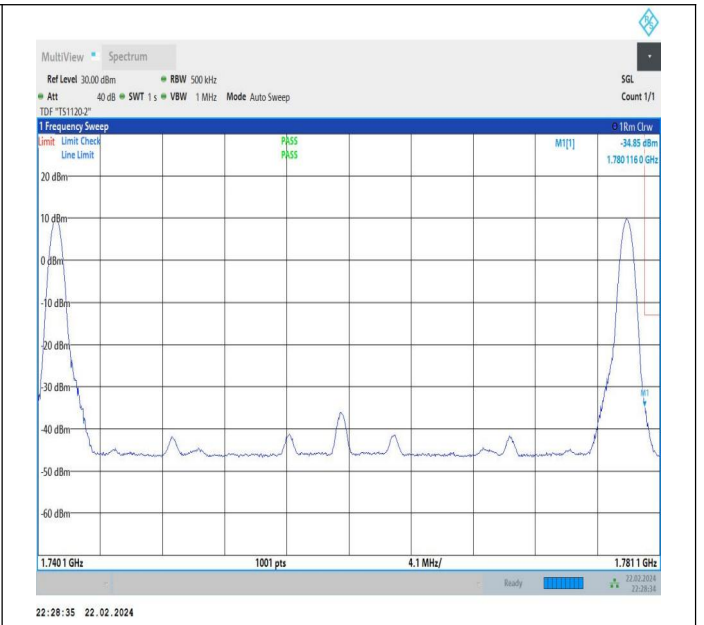 R S
MultiView Spectrum
Ref Level 30.00 dBm RBW 500 kHz SGL
Att 40 dB SWT 1 s VBW 1 MHz Mode Auto Sweep Count 1/1
TDF "TS1120-2"
1 Frequency Sweep 1Rm Clrw
Limit Limit Check PASS M1[1] -34.85 dBm
Line Limit PASS 1.780 116 0 GHz
20 dBm
10 dBm
0 dBm
-10 dBm
-20 dBm
-30 dBm
M1
-40 dBm
-50 dBm
-60 dBm
1.740 1 GHz 1001 pts 4.1 MHz/ 1.781 1 GHz
Ready 22.02.2024
22:28:34
22:28:35 22.02.2024